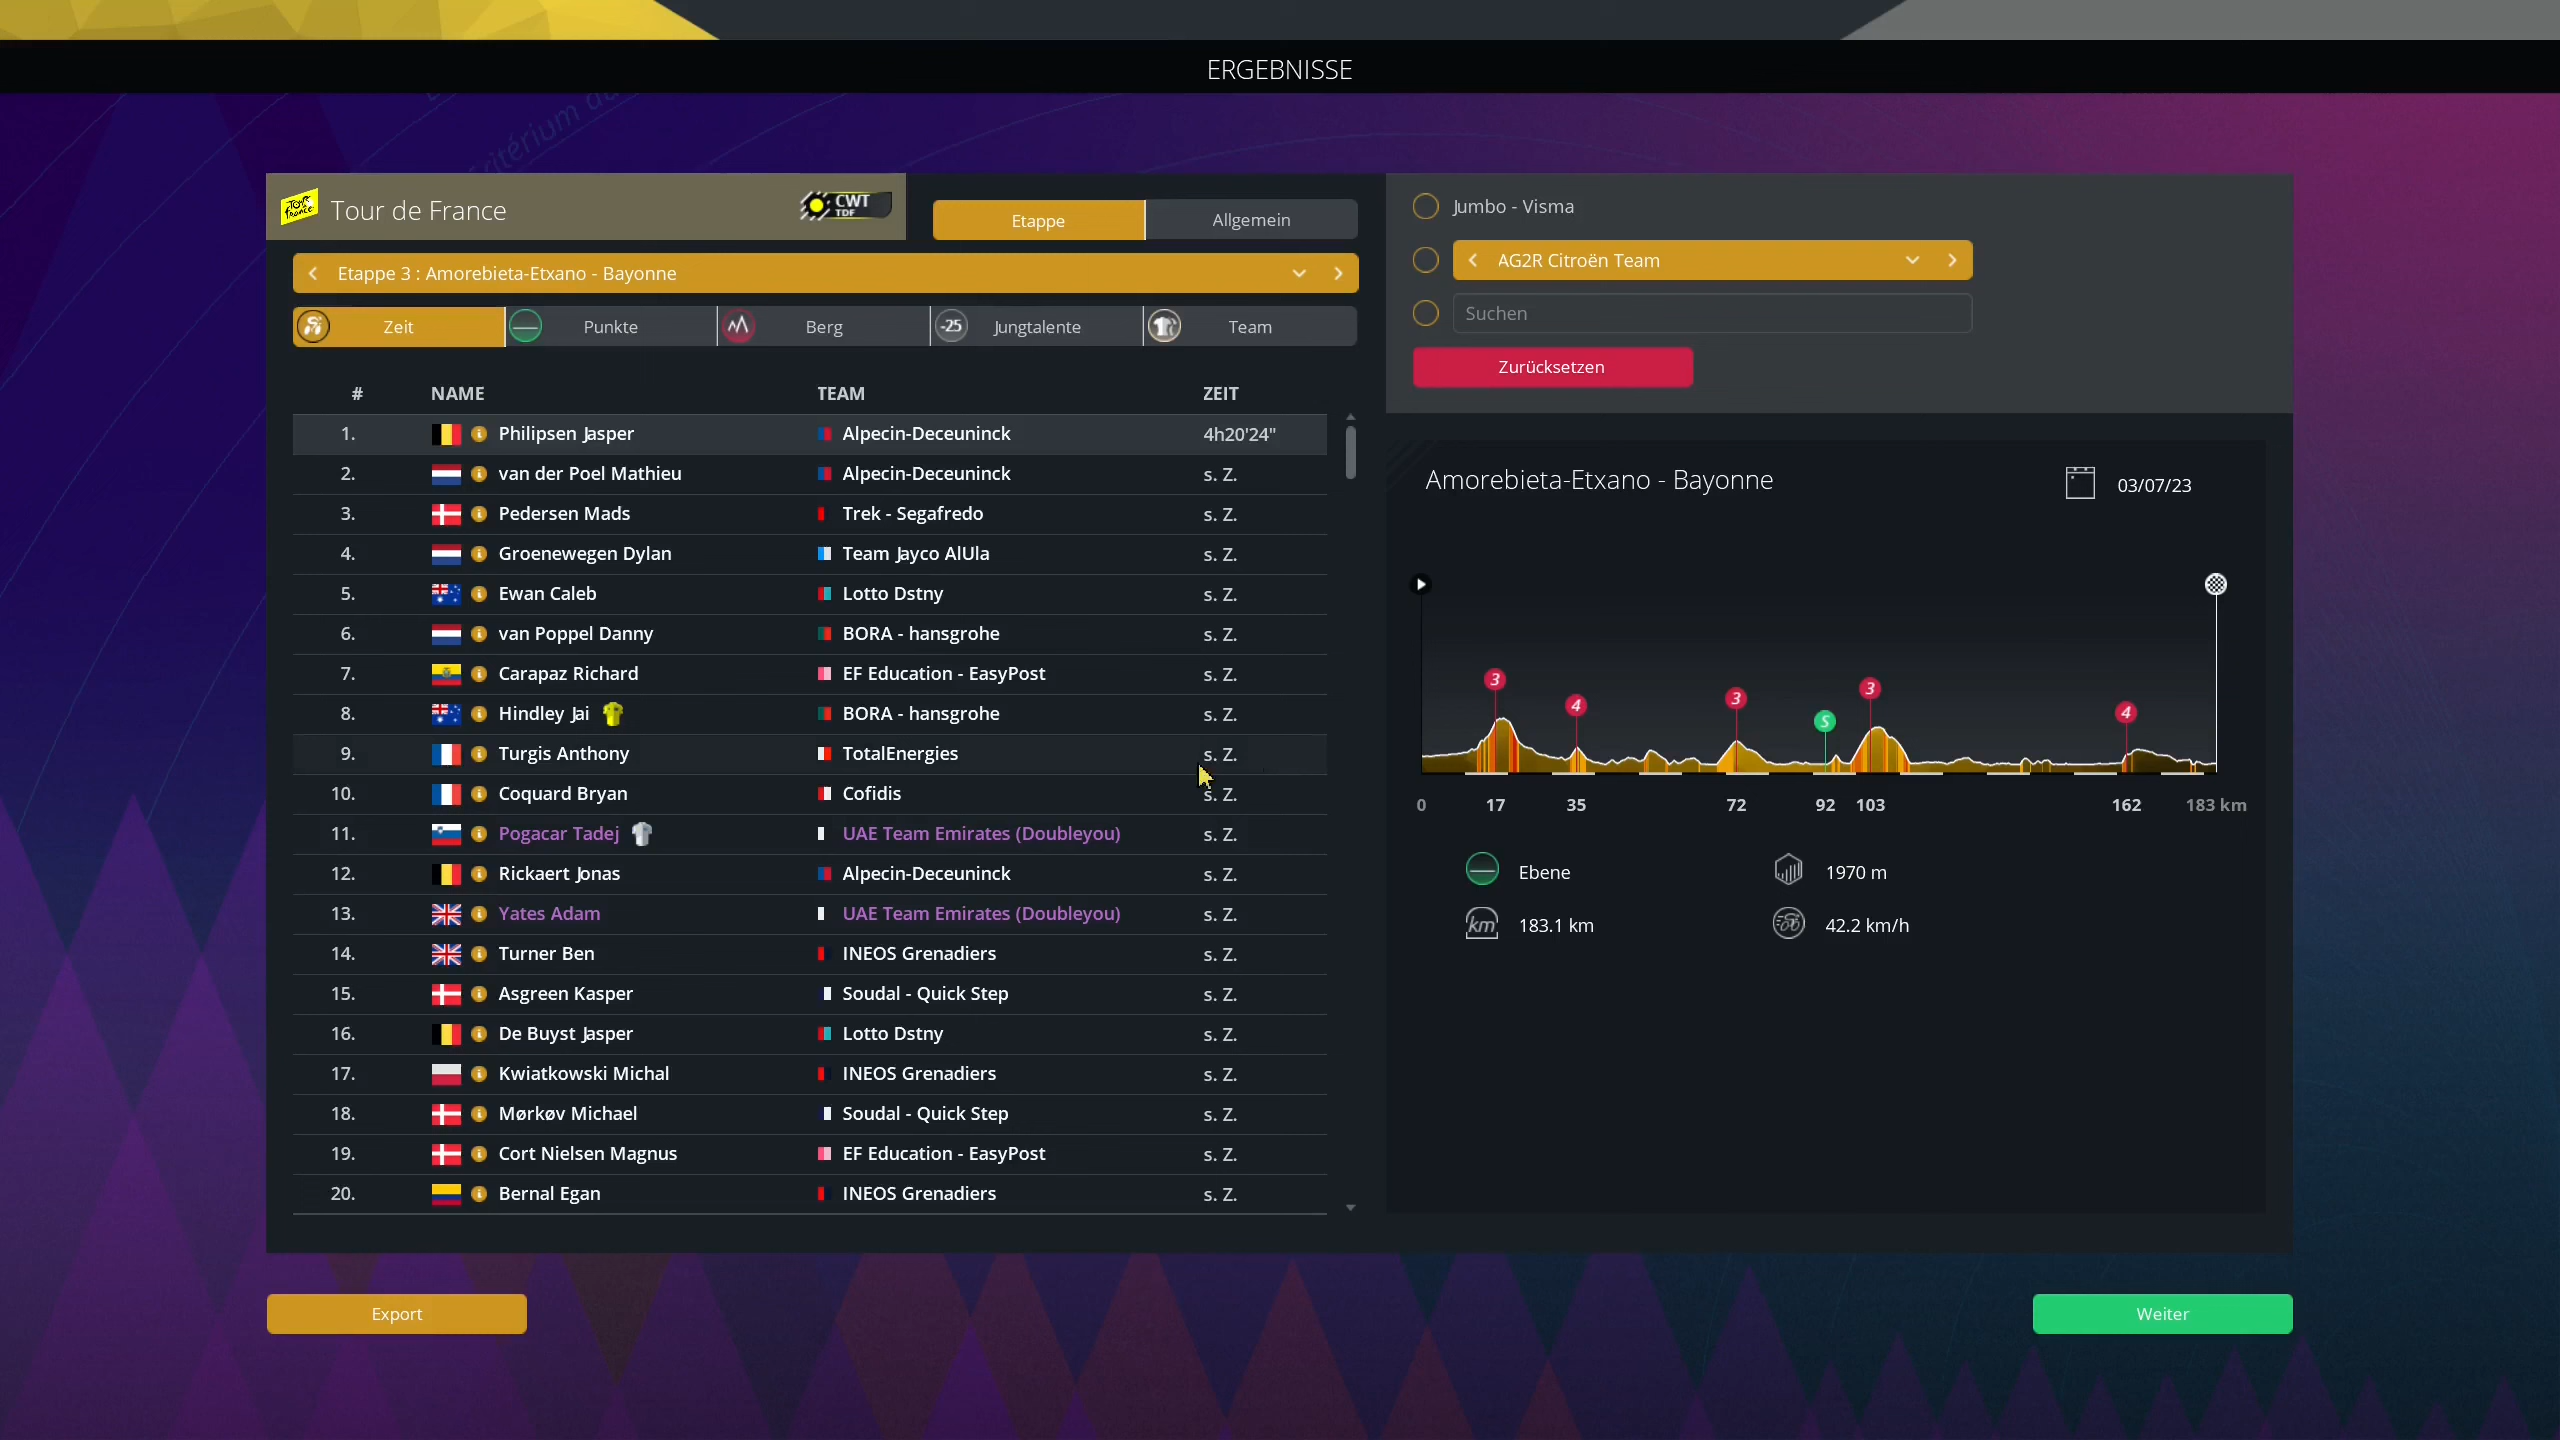 ERGEBNISSE
Tour de France
CWT
TDF
Etappe
Allgemein
Etappe 3 : Amorebieta-Etxano - Bayonne
Zeit
Punkte
Berg
-25
Jungtalente
Team
# NAME TEAM ZEIT
1. Philipsen Jasper Alpecin-Deceuninck 4h20'24"
2. van der Poel Mathieu Alpecin-Deceuninck s. Z.
3. Pedersen Mads Trek - Segafredo s. Z.
4. Groenewegen Dylan Team Jayco AlUla s. Z.
5. Ewan Caleb Lotto Dstny s. Z.
6. van Poppel Danny BORA - hansgrohe s. Z.
7. Carapaz Richard EF Education - EasyPost s. Z.
8. Hindley Jai BORA - hansgrohe s. Z.
9. Turgis Anthony TotalEnergies s. Z.
10. Coquard Bryan Cofidis s. Z.
11. Pogacar Tadej UAE Team Emirates (Doubleyou) s. Z.
12. Rickaert Jonas Alpecin-Deceuninck s. Z.
13. Yates Adam UAE Team Emirates (Doubleyou) s. Z.
14. Turner Ben INEOS Grenadiers s. Z.
15. Asgreen Kasper Soudal - Quick Step s. Z.
16. De Buyst Jasper Lotto Dstny s. Z.
17. Kwiatkowski Michal INEOS Grenadiers s. Z.
18. Mørkøv Michael Soudal - Quick Step s. Z.
19. Cort Nielsen Magnus EF Education - EasyPost s. Z.
20. Bernal Egan INEOS Grenadiers s. Z.
Jumbo - Visma
AG2R Citroën Team
Suchen
Zurücksetzen
Amorebieta-Etxano - Bayonne
03/07/23
3 4 3 S 3 4
0 17 35 72 92 103 162 183 km
Ebene
1970 m
km 183.1 km
42.2 km/h
Export
Weiter